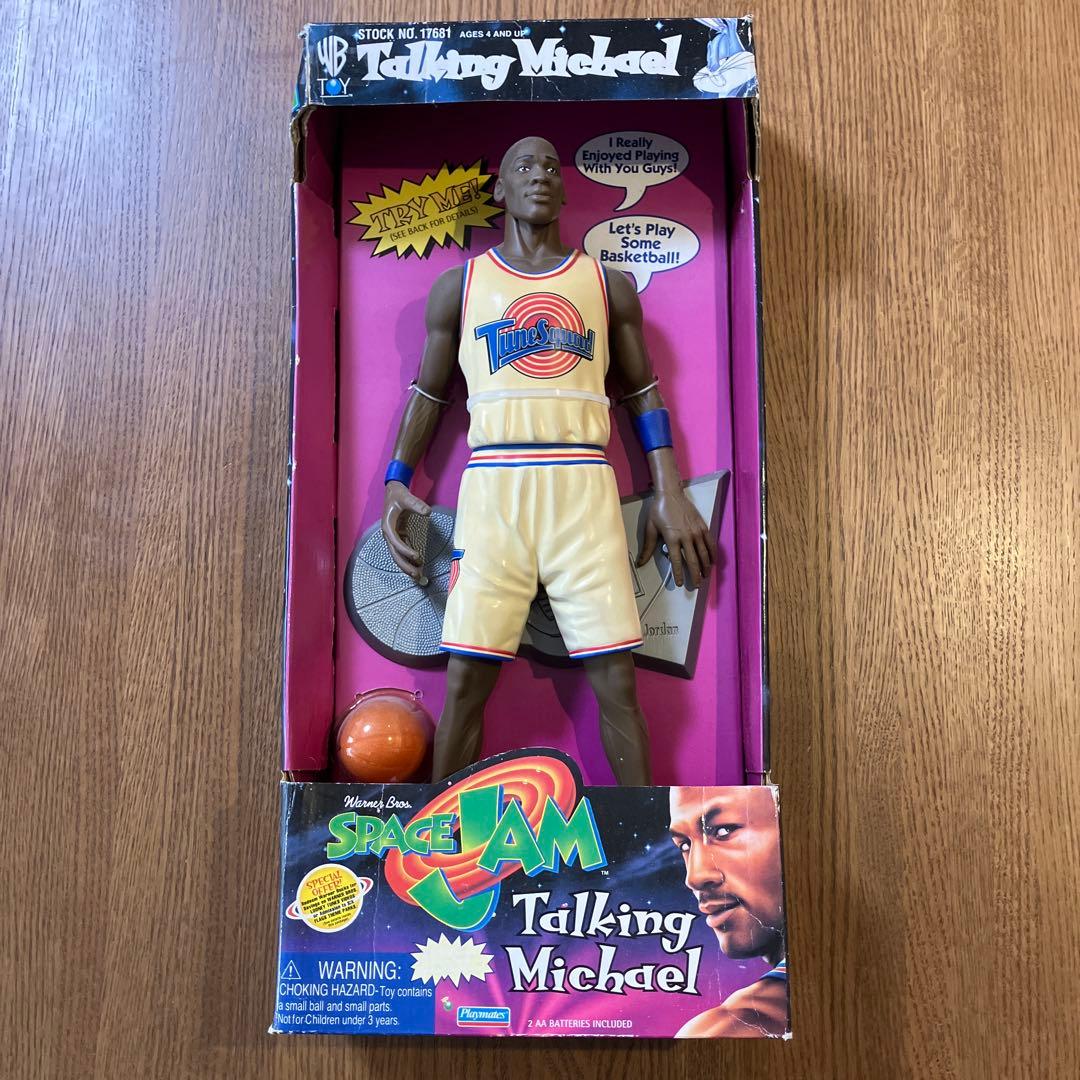 WB
TOY
STOCK NO. 17681 AGES 4 AND UP
Talking Michael
TRY ME!
(SEE BACK FOR DETAILS)
I Really
Enjoyed Playing
With You Guys!
Let's Play
Some
Basketball!
TuneSquad
Jordan
Warner Bros.
SPACE JAM
TM
SPECIAL
OFFER!
Talking
Michael
WARNING:
CHOKING HAZARD-Toy contains
a small ball and small parts.
Not for Children under 3 years.
Playmates
2 AA BATTERIES INCLUDED